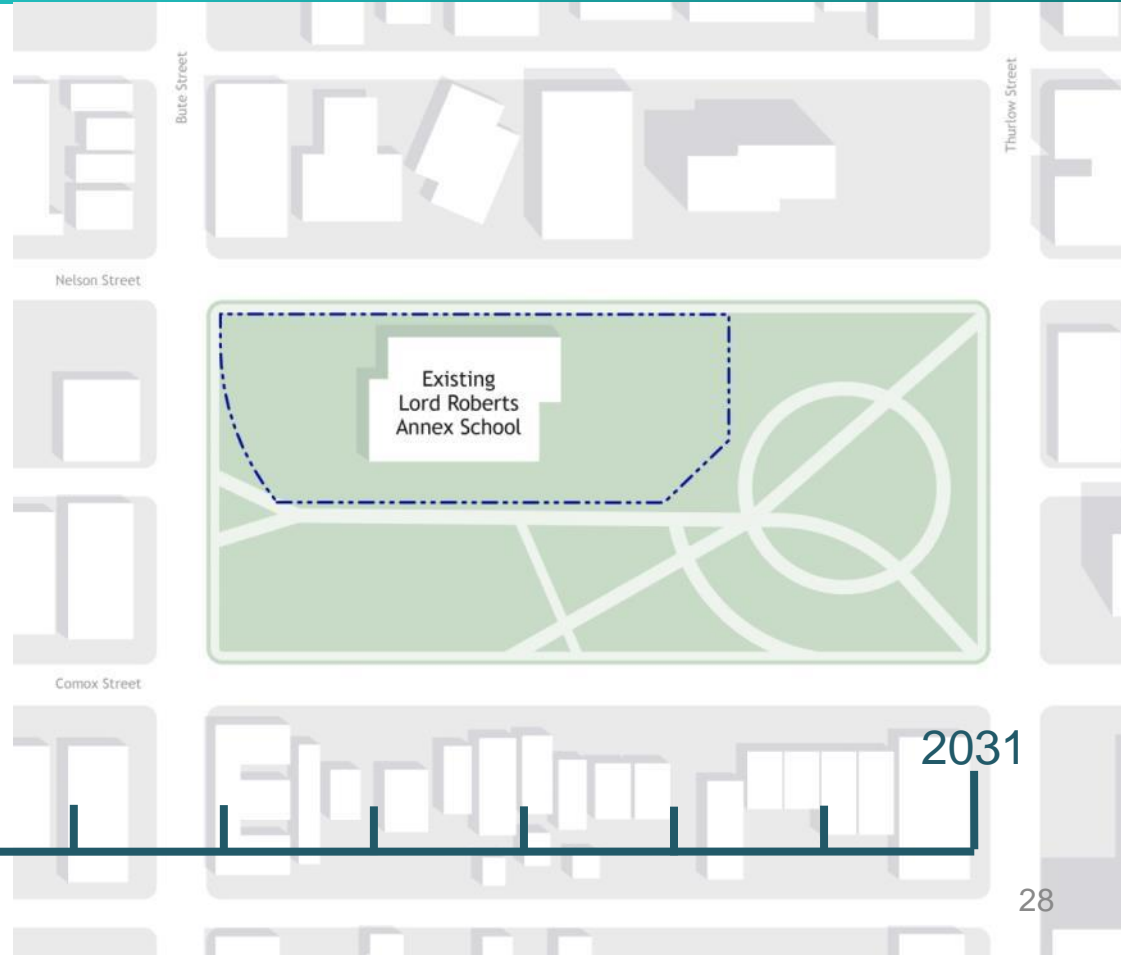 Bute Street
Thurlow Street
Nelson Street
Existing
Lord Roberts
Annex School
Comox Street
2031
28